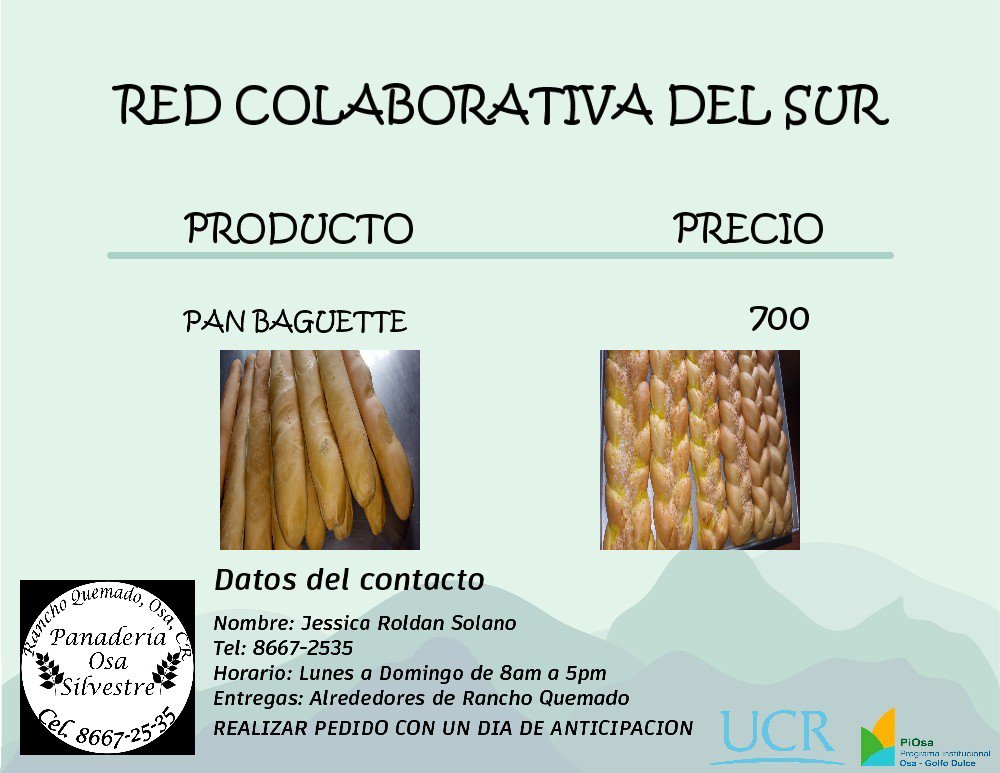 RED COLABORATIVA DEL SUR
PRODUCTO PRECIO
PAN BAGUETTE 700
Datos del contacto
Nombre: Jessica Roldan Solano
Tel: 8667-2535
Horario: Lunes a Domingo de 8am a 5pm
Entregas: Alrededores de Rancho Quemado
REALIZAR PEDIDO CON UN DIA DE ANTICIPACION
Rancho Quemado, Osa, CR
Panadería
Osa
Silvestre
Cel. 8667-25-35
UCR
PiOsa
Programa institucional
Osa - Golfo Dulce